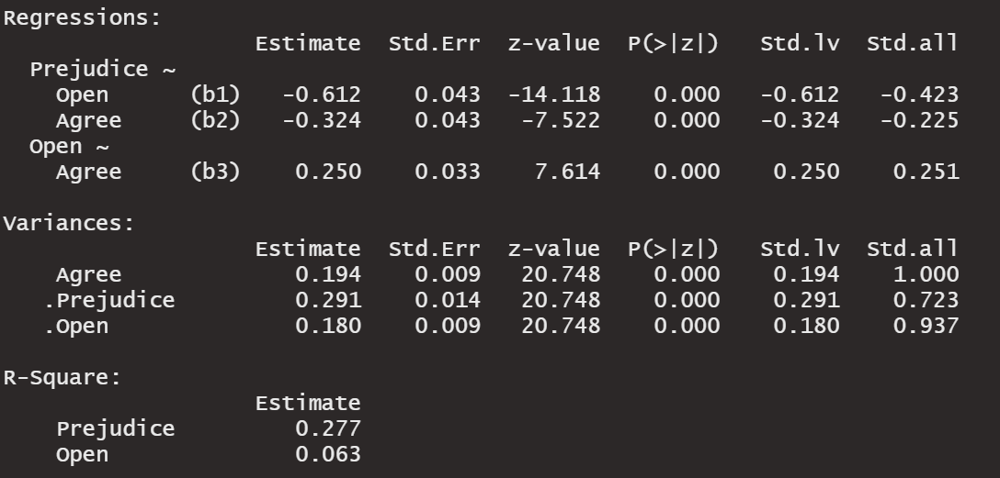 Regressions:
                   Estimate  Std.Err  z-value  P(>|z|)   Std.lv  Std.all
  Prejudice ~
    Open      (b1)   -0.612    0.043  -14.118    0.000   -0.612   -0.423
    Agree     (b2)   -0.324    0.043   -7.522    0.000   -0.324   -0.225
  Open ~
    Agree     (b3)    0.250    0.033    7.614    0.000    0.250    0.251

Variances:
                   Estimate  Std.Err  z-value  P(>|z|)   Std.lv  Std.all
    Agree             0.194    0.009   20.748    0.000    0.194    1.000
   .Prejudice         0.291    0.014   20.748    0.000    0.291    0.723
   .Open              0.180    0.009   20.748    0.000    0.180    0.937

R-Square:
                   Estimate
    Prejudice         0.277
    Open              0.063